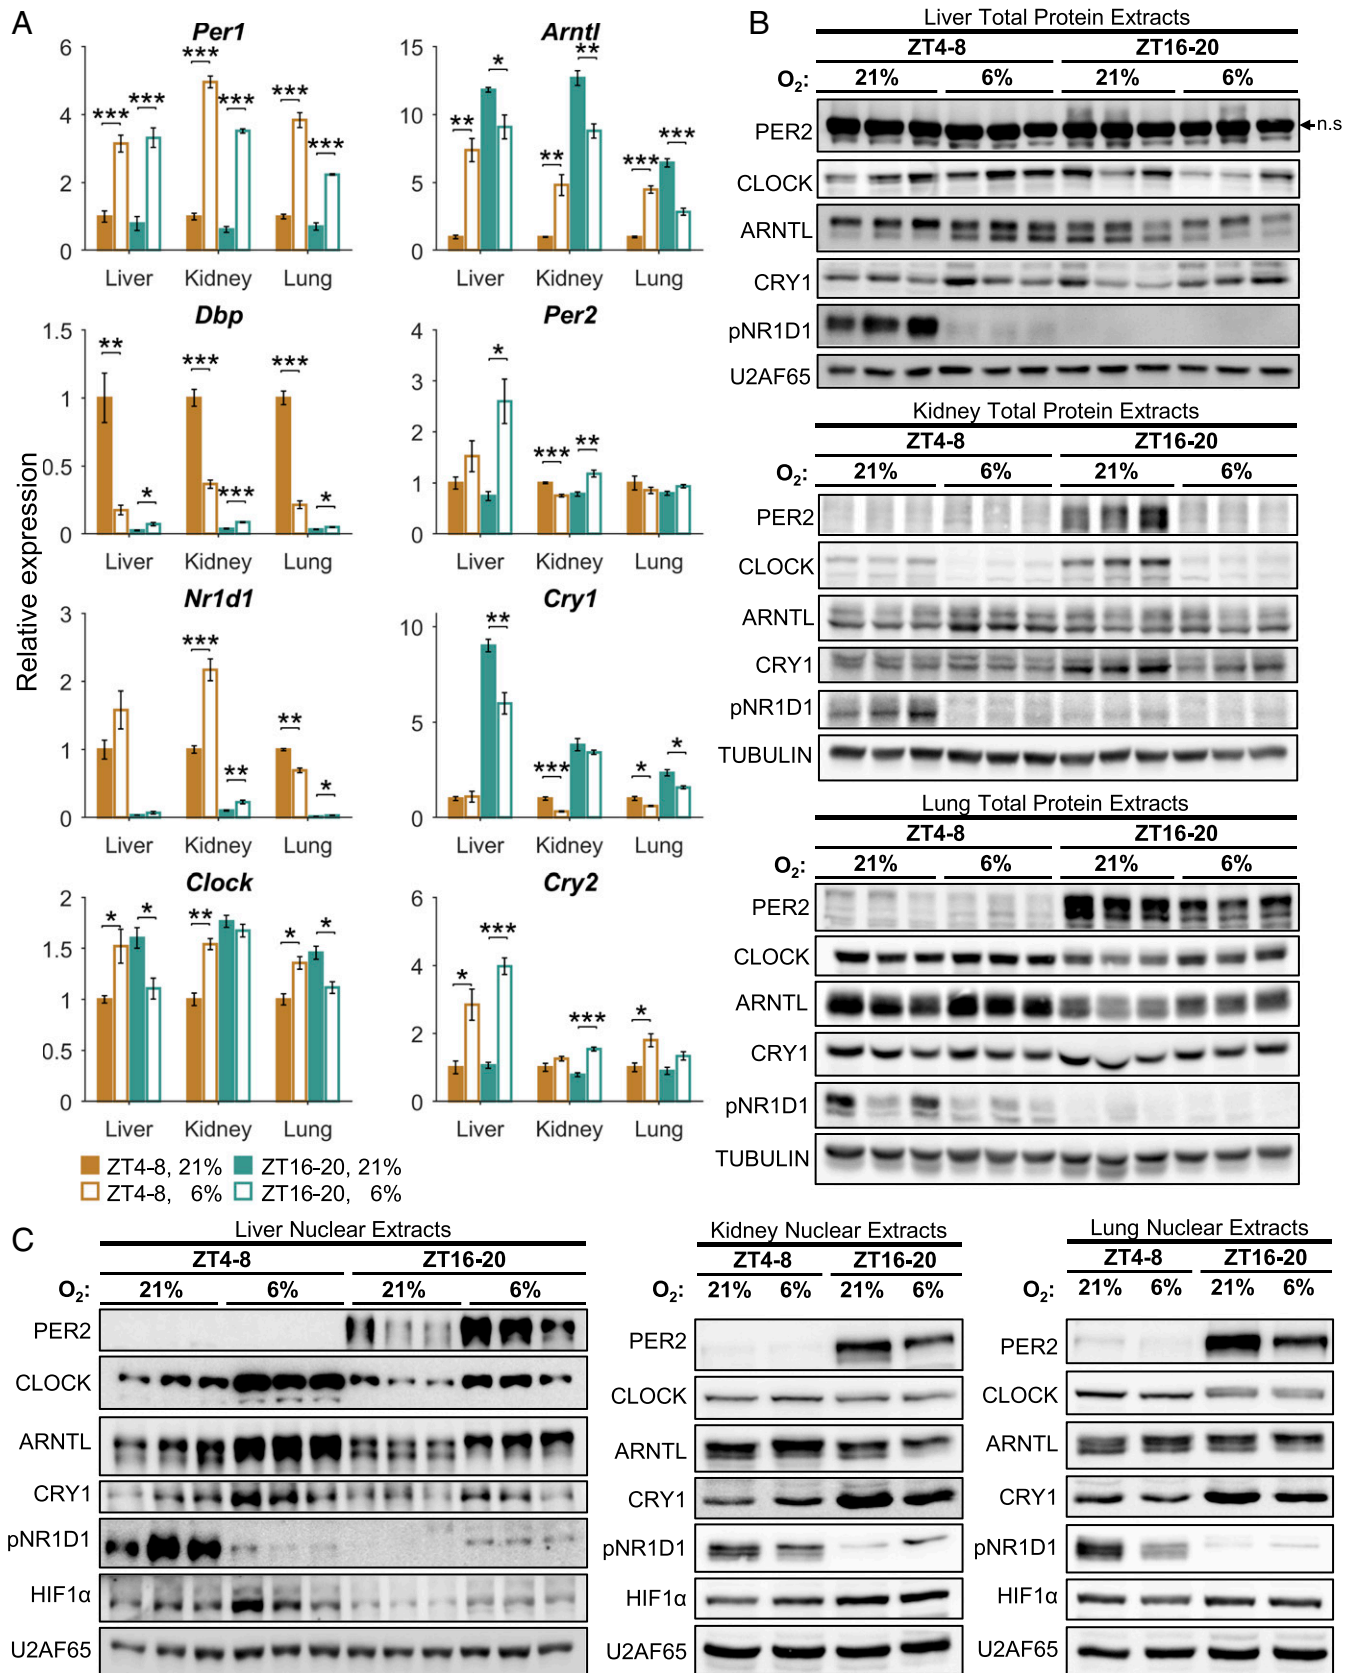 A
Relative expression
Per1
6
4
2
0
*** *** *** *** *** ***
Liver Kidney Lung
Arntl
15
10
5
0
** * ** ** *** ***
Liver Kidney Lung
Dbp
1.5
1
0.5
0
** * *** *** *** *
Liver Kidney Lung
Per2
4
3
2
1
0
* *** **
Liver Kidney Lung
Nr1d1
3
2
1
0
*** ** ** *
Liver Kidney Lung
Cry1
10
5
0
** *** * *
Liver Kidney Lung
Clock
2
1.5
1
0.5
0
* * ** * *
Liver Kidney Lung
Cry2
6
4
2
0
* *** *** *
Liver Kidney Lung
ZT4-8, 21% ZT16-20, 21%
ZT4-8, 6% ZT16-20, 6%
B
Liver Total Protein Extracts
ZT4-8 ZT16-20
O2: 21% 6% 21% 6%
PER2 n.s
CLOCK
ARNTL
CRY1
pNR1D1
U2AF65
Kidney Total Protein Extracts
ZT4-8 ZT16-20
O2: 21% 6% 21% 6%
PER2
CLOCK
ARNTL
CRY1
pNR1D1
TUBULIN
Lung Total Protein Extracts
ZT4-8 ZT16-20
O2: 21% 6% 21% 6%
PER2
CLOCK
ARNTL
CRY1
pNR1D1
TUBULIN
C
Liver Nuclear Extracts
ZT4-8 ZT16-20
O2: 21% 6% 21% 6%
PER2
CLOCK
ARNTL
CRY1
pNR1D1
HIF1α
U2AF65
Kidney Nuclear Extracts
ZT4-8 ZT16-20
O2: 21% 6% 21% 6%
PER2
CLOCK
ARNTL
CRY1
pNR1D1
HIF1α
U2AF65
Lung Nuclear Extracts
ZT4-8 ZT16-20
O2: 21% 6% 21% 6%
PER2
CLOCK
ARNTL
CRY1
pNR1D1
HIF1α
U2AF65